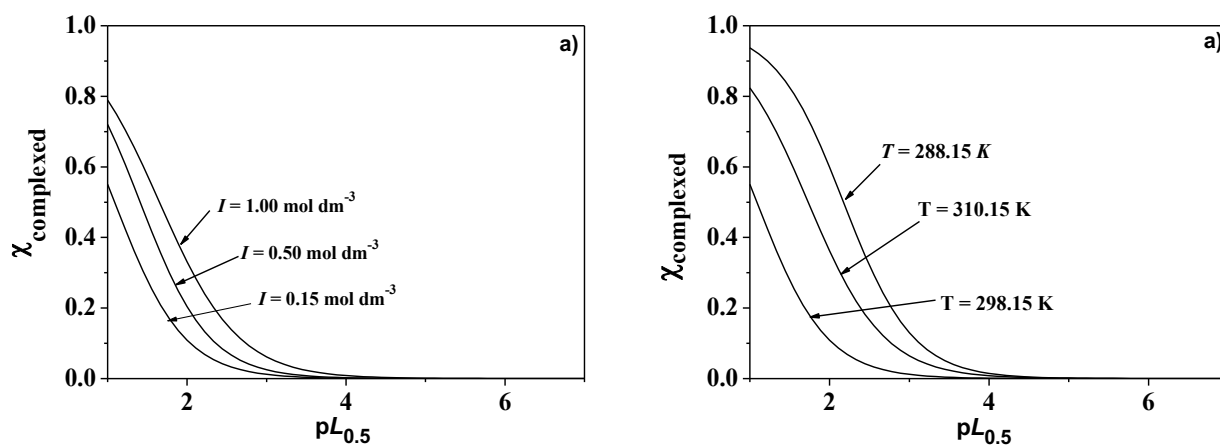 a)
1.0
0.8
0.6
0.4
0.2
0.0
χcomplexed
I = 1.00 mol dm-3
I = 0.50 mol dm-3
I = 0.15 mol dm-3
2
4
6
pL0.5
a)
1.0
0.8
0.6
0.4
0.2
0.0
χcomplexed
T = 288.15 K
T = 310.15 K
T = 298.15 K
2
4
6
pL0.5